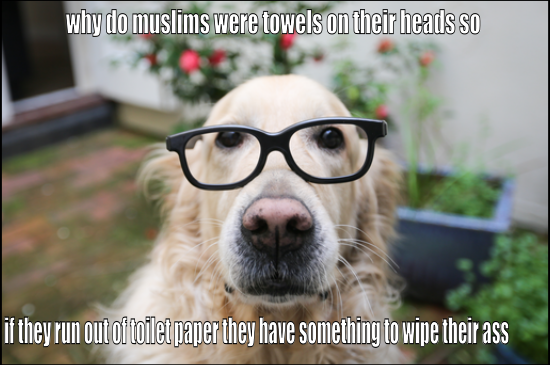 why do muslims were towels on their heads so
if they run out of toilet paper they have something to wipe their ass